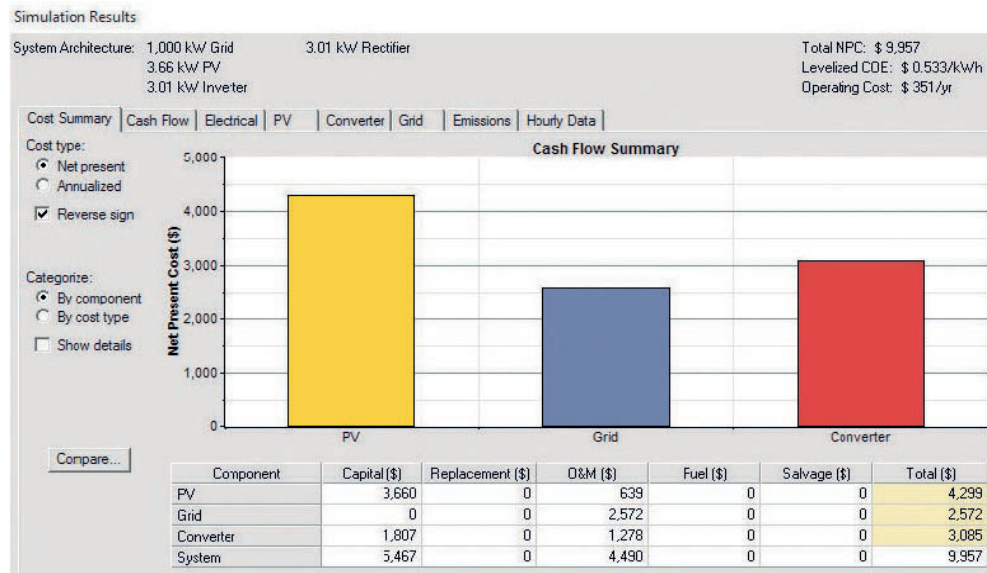 Simulation Results
System Architecture: 1,000 kW Grid 3.01 kW Rectifier
3.66 kW PV
3.01 kW Inverter
Total NPC: $ 9,957
Levelized COE: $ 0.533/kWh
Operating Cost: $ 351/yr
Cost Summary Cash Flow Electrical PV Converter Grid Emissions Hourly Data
Cost type:
Net present
Annualized
Reverse sign
Categorize:
By component
By cost type
Show details
Compare...
Cash Flow Summary
Net Present Cost ($)
5,000
4,000
3,000
2,000
1,000
0
PV Grid Converter
Component Capital ($) Replacement ($) O&M ($) Fuel ($) Salvage ($) Total ($)
PV 3,660 0 639 0 0 4,299
Grid 0 0 2,572 0 0 2,572
Converter 1,807 0 1,278 0 0 3,085
System 5,467 0 4,490 0 0 9,957